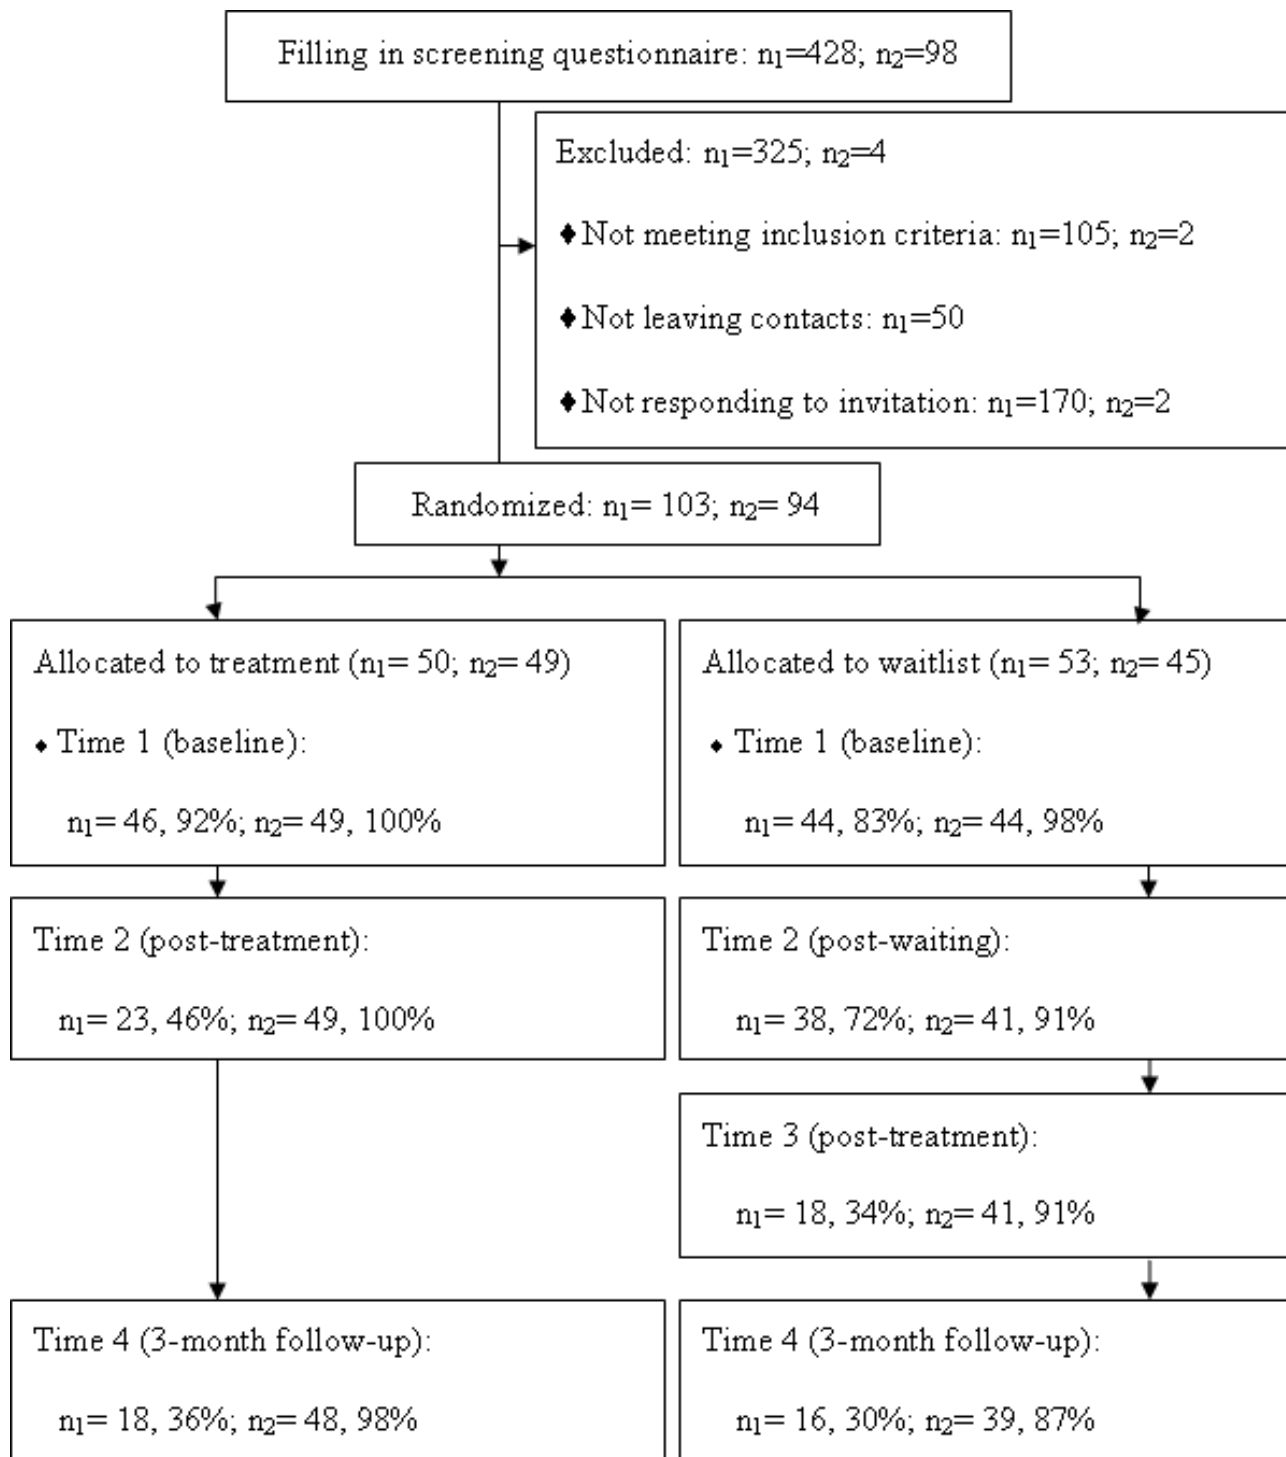 Filling in screening questionnaire: n₁=428; n₂=98
Excluded: n₁=325; n₂=4
♦Not meeting inclusion criteria: n₁=105; n₂=2
♦Not leaving contacts: n₁=50
♦Not responding to invitation: n₁=170; n₂=2
Randomized: n₁= 103; n₂= 94
Allocated to treatment (n₁= 50; n₂= 49)
♦ Time 1 (baseline):
n₁= 46, 92%; n₂= 49, 100%
Allocated to waitlist (n₁= 53; n₂= 45)
♦ Time 1 (baseline):
n₁= 44, 83%; n₂= 44, 98%
Time 2 (post-treatment):
n₁= 23, 46%; n₂= 49, 100%
Time 2 (post-waiting):
n₁= 38, 72%; n₂= 41, 91%
Time 3 (post-treatment):
n₁= 18, 34%; n₂= 41, 91%
Time 4 (3-month follow-up):
n₁= 18, 36%; n₂= 48, 98%
Time 4 (3-month follow-up):
n₁= 16, 30%; n₂= 39, 87%